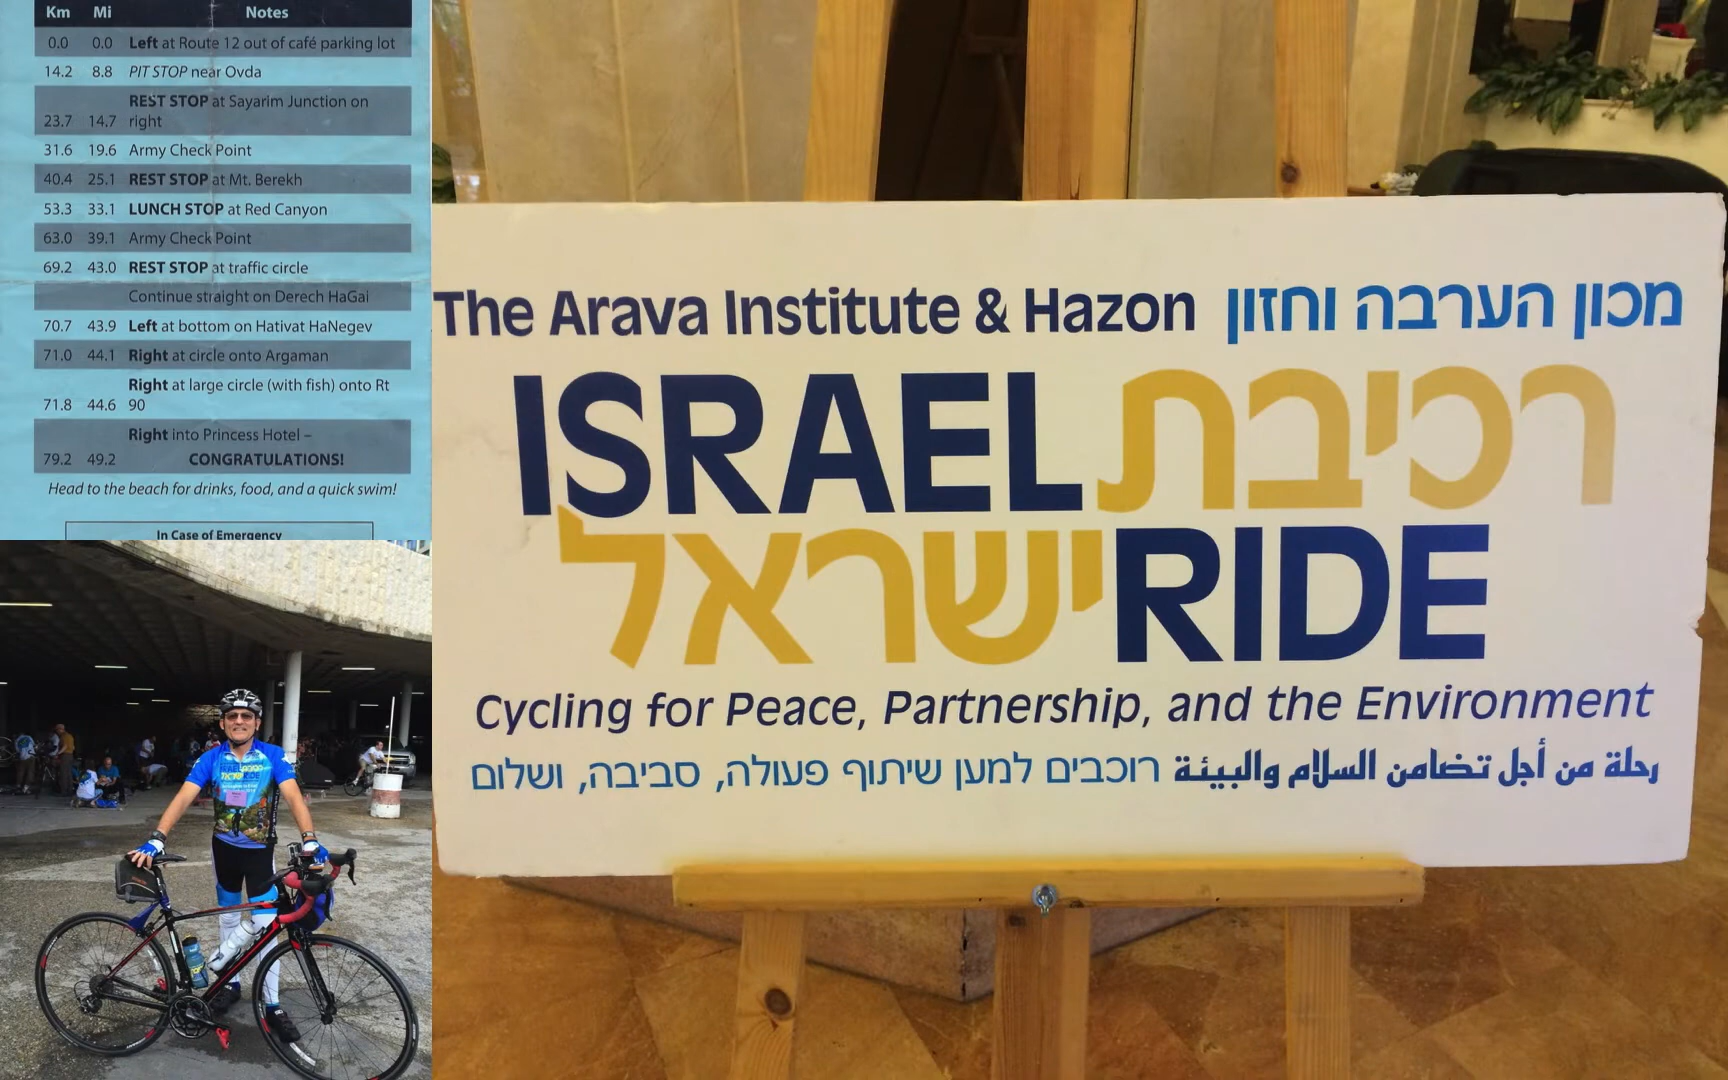 Km Mi Notes
0.0 0.0 Left at Route 12 out of café parking lot
14.2 8.8 PIT STOP near Ovda
REST STOP at Sayarim Junction on
23.7 14.7 right
31.6 19.6 Army Check Point
40.4 25.1 REST STOP at Mt. Berekh
53.3 33.1 LUNCH STOP at Red Canyon
63.0 39.1 Army Check Point
69.2 43.0 REST STOP at traffic circle
Continue straight on Derech HaGai
70.7 43.9 Left at bottom on Hativat HaNegev
71.0 44.1 Right at circle onto Argaman
Right at large circle (with fish) onto Rt
71.8 44.6 90
Right into Princess Hotel –
79.2 49.2 CONGRATULATIONS!
Head to the beach for drinks, food, and a quick swim!
In Case of Emergency
The Arava Institute & Hazon מכון הערבה וחזון
ISRAEL רכיבת
ישראל RIDE
Cycling for Peace, Partnership, and the Environment
רוכבים למען שיתוף פעולה, סביבה, ושלום رحلة من أجل تضامن السلام والبيئة
ISRAEL רכיבת
ישראל RIDE